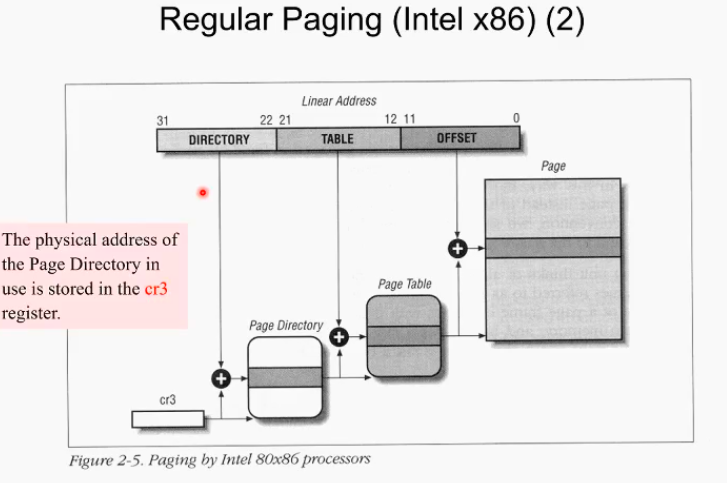 Regular Paging (Intel x86) (2)
Linear Address
31 22 21 12 11 0
DIRECTORY TABLE OFFSET
Page
The physical address of
the Page Directory in
use is stored in the cr3
register.
Page Table
Page Directory
cr3
Figure 2-5. Paging by Intel 80x86 processors